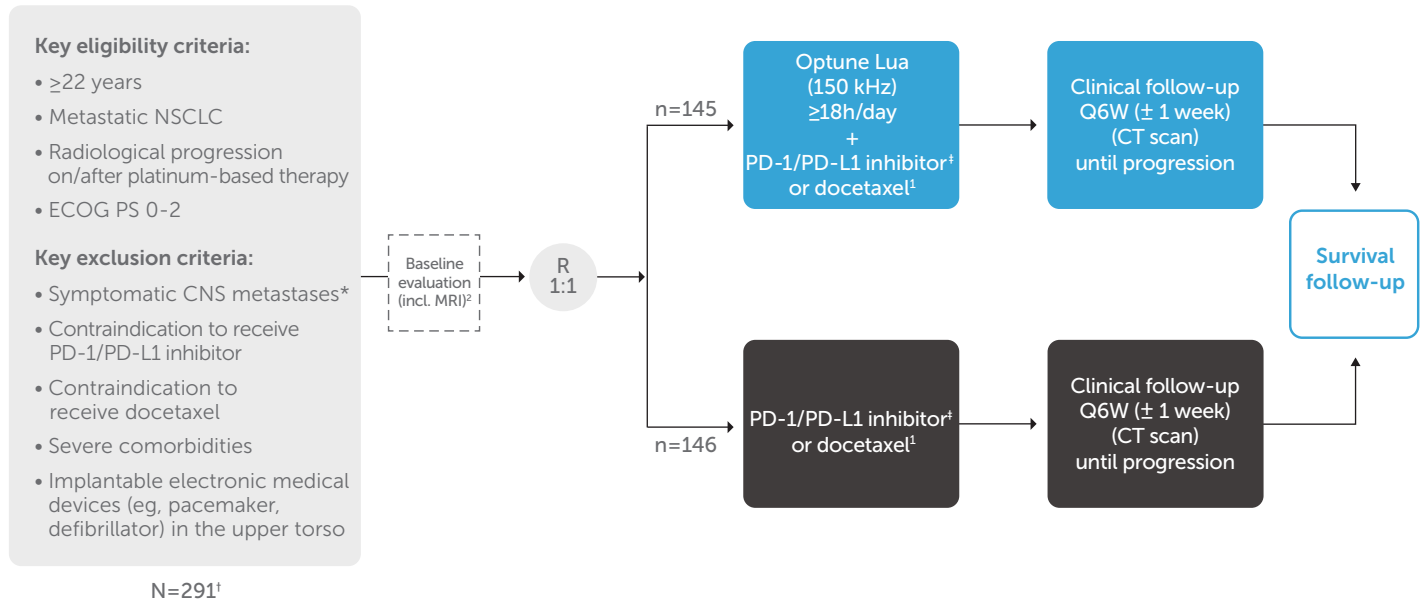 Key eligibility criteria:
• ≥22 years
• Metastatic NSCLC
• Radiological progression
on/after platinum-based therapy
• ECOG PS 0-2
Key exclusion criteria:
• Symptomatic CNS metastases*
• Contraindication to receive
PD-1/PD-L1 inhibitor
• Contraindication to
receive docetaxel
• Severe comorbidities
• Implantable electronic medical
devices (eg, pacemaker,
defibrillator) in the upper torso
N=291†
Baseline
evaluation
(incl. MRI)²
R
1:1
n=145
Optune Lua
(150 kHz)
≥18h/day
+
PD-1/PD-L1 inhibitor‡
or docetaxel¹
Clinical follow-up
Q6W (± 1 week)
(CT scan)
until progression
n=146
PD-1/PD-L1 inhibitor‡
or docetaxel¹
Clinical follow-up
Q6W (± 1 week)
(CT scan)
until progression
Survival
follow-up